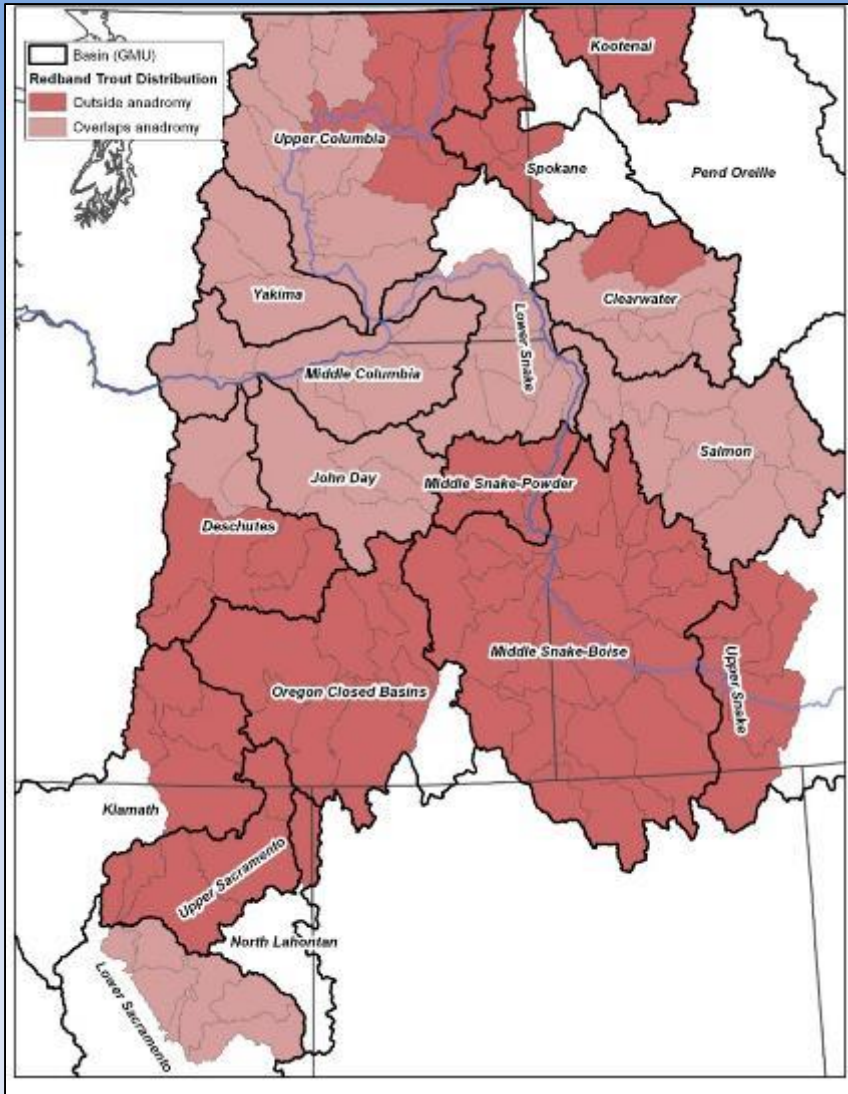 Basin (GMU)
Redband Trout Distribution
Outside anadromy
Overlaps anadromy
Kootenai
Upper Columbia
Spokane
Pend Oreille
Yakima
Clearwater
Lower Snake
Middle Columbia
Salmon
John Day
Middle Snake-Powder
Deschutes
Middle Snake-Boise
Upper Snake
Oregon Closed Basins
Klamath
Upper Sacramento
North Lahontan
Lower Sacramento